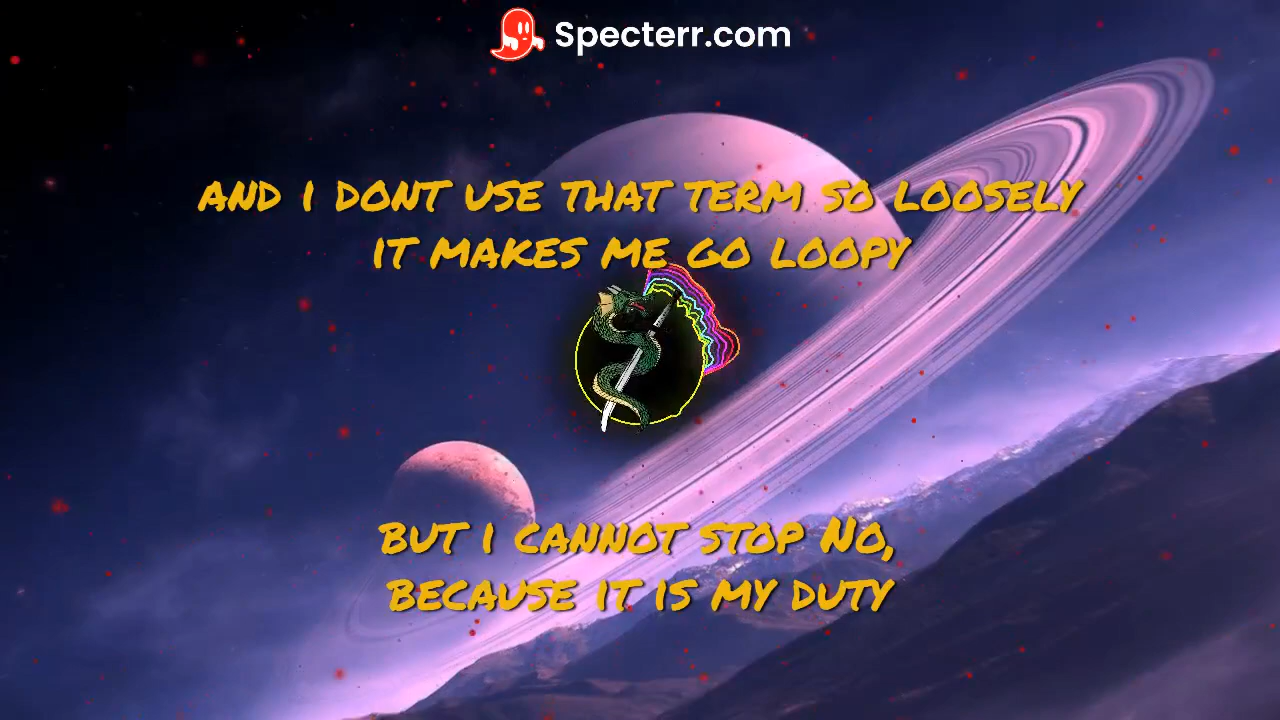 Specterr.com
AND I DONT USE THAT TERM SO LOOSELY
IT MAKES ME GO LOOPY
BUT I CANNOT STOP NO,
BECAUSE IT IS MY DUTY